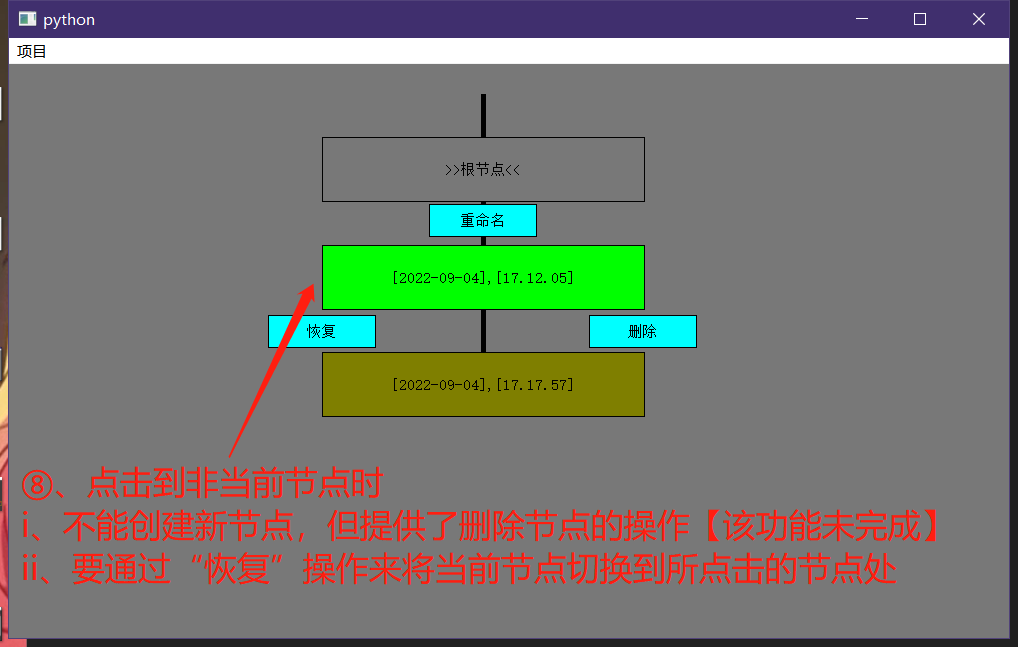 python
项目
>>根节点<<
重命名
[2022-09-04],[17.12.05]
恢复
删除
[2022-09-04],[17.17.57]
⑧、点击到非当前节点时
i、不能创建新节点，但提供了删除节点的操作【该功能未完成】
ii、要通过“恢复”操作来将当前节点切换到所点击的节点处